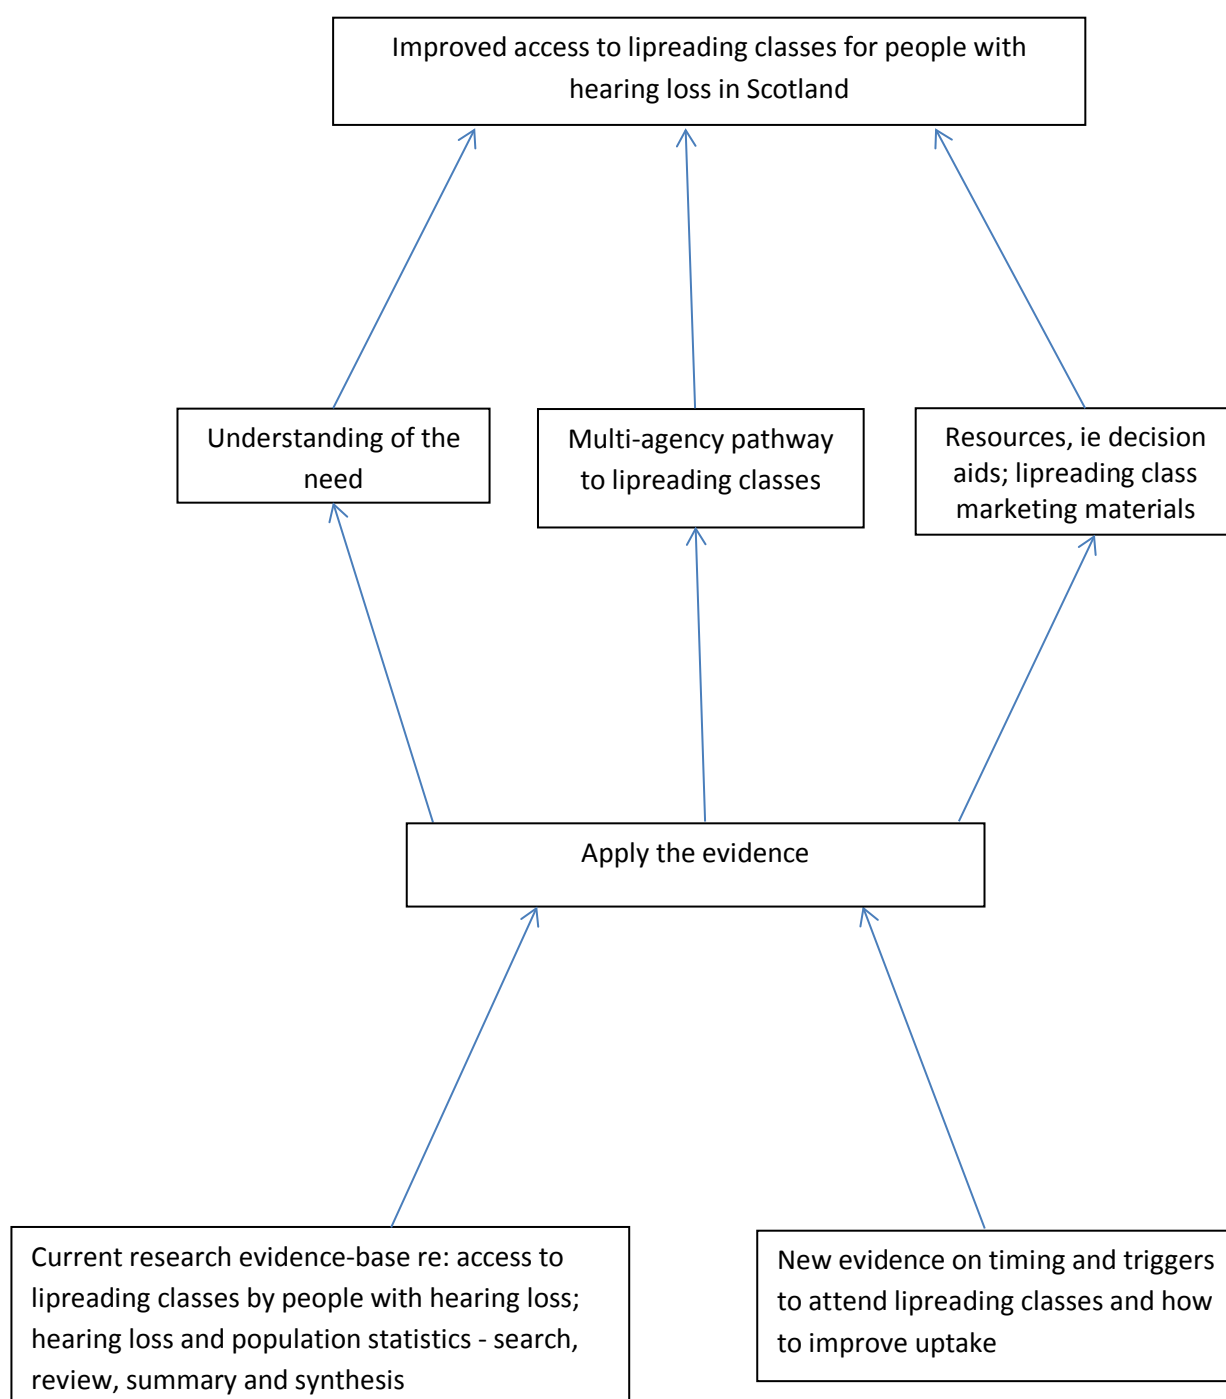 Improved access to lipreading classes for people with
hearing loss in Scotland
Understanding of the
need
Multi-agency pathway
to lipreading classes
Resources, ie decision
aids; lipreading class
marketing materials
Apply the evidence
Current research evidence-base re: access to
lipreading classes by people with hearing loss;
hearing loss and population statistics - search,
review, summary and synthesis
New evidence on timing and triggers
to attend lipreading classes and how
to improve uptake